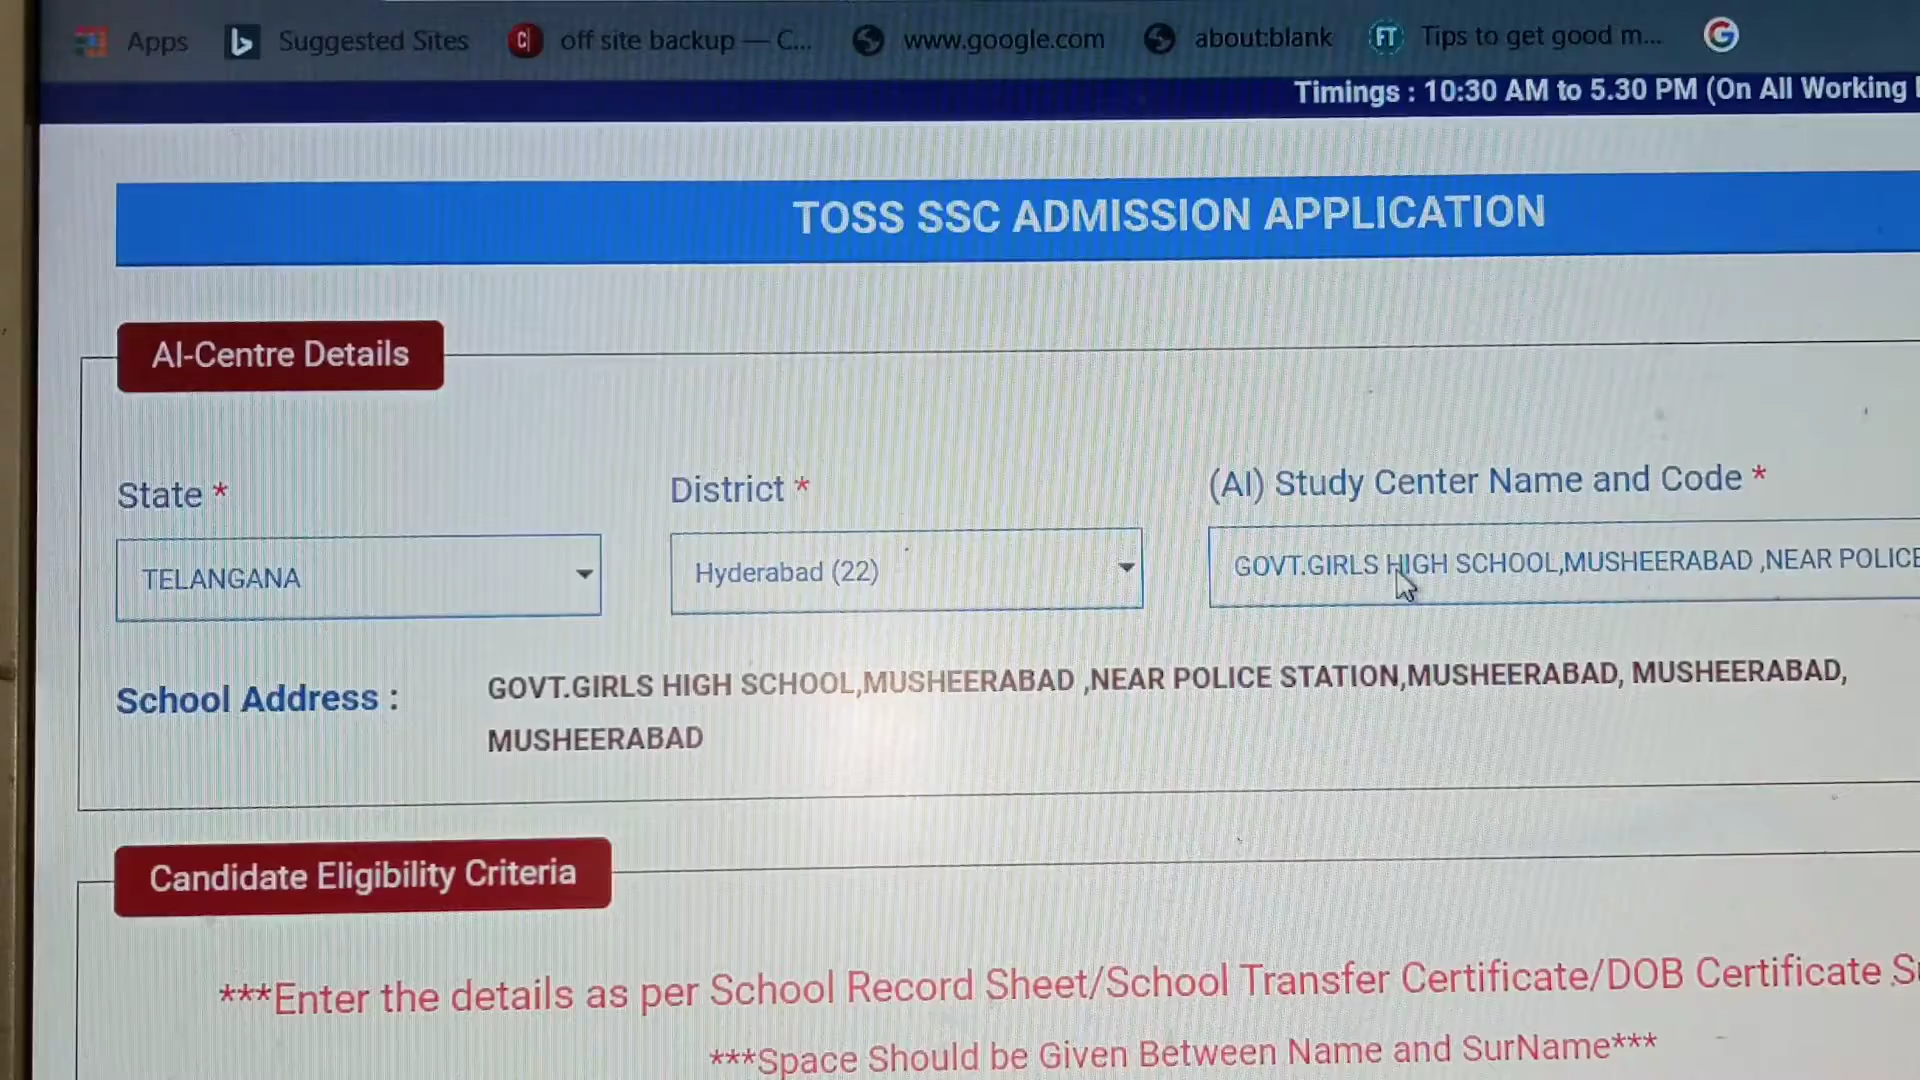 Apps Suggested Sites off site backup — C... www.google.com about:blank Tips to get good m...
Timings : 10:30 AM to 5.30 PM (On All Working
TOSS SSC ADMISSION APPLICATION
AI-Centre Details
State * District * (AI) Study Center Name and Code *
TELANGANA Hyderabad (22) GOVT.GIRLS HIGH SCHOOL,MUSHEERABAD ,NEAR POLICE
School Address : GOVT.GIRLS HIGH SCHOOL,MUSHEERABAD ,NEAR POLICE STATION,MUSHEERABAD, MUSHEERABAD,
MUSHEERABAD
Candidate Eligibility Criteria
***Enter the details as per School Record Sheet/School Transfer Certificate/DOB Certificate
***Space Should be Given Between Name and SurName***